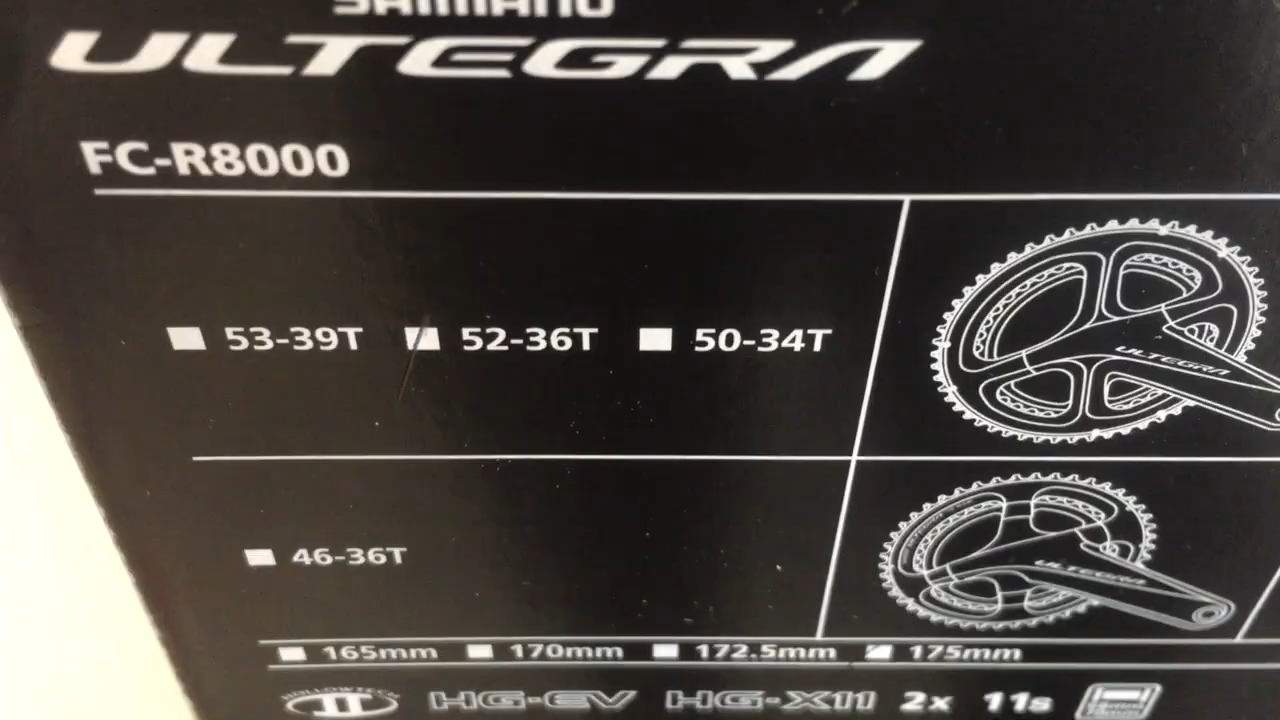 SHIMANO
ULTEGRA
FC-R8000
53-39T 52-36T 50-34T
ULTEGRA
46-36T
ULTEGRA
165mm 170mm 172.5mm 175mm
HOLLOWTECH II HG-EV HG-X11 2x 11s